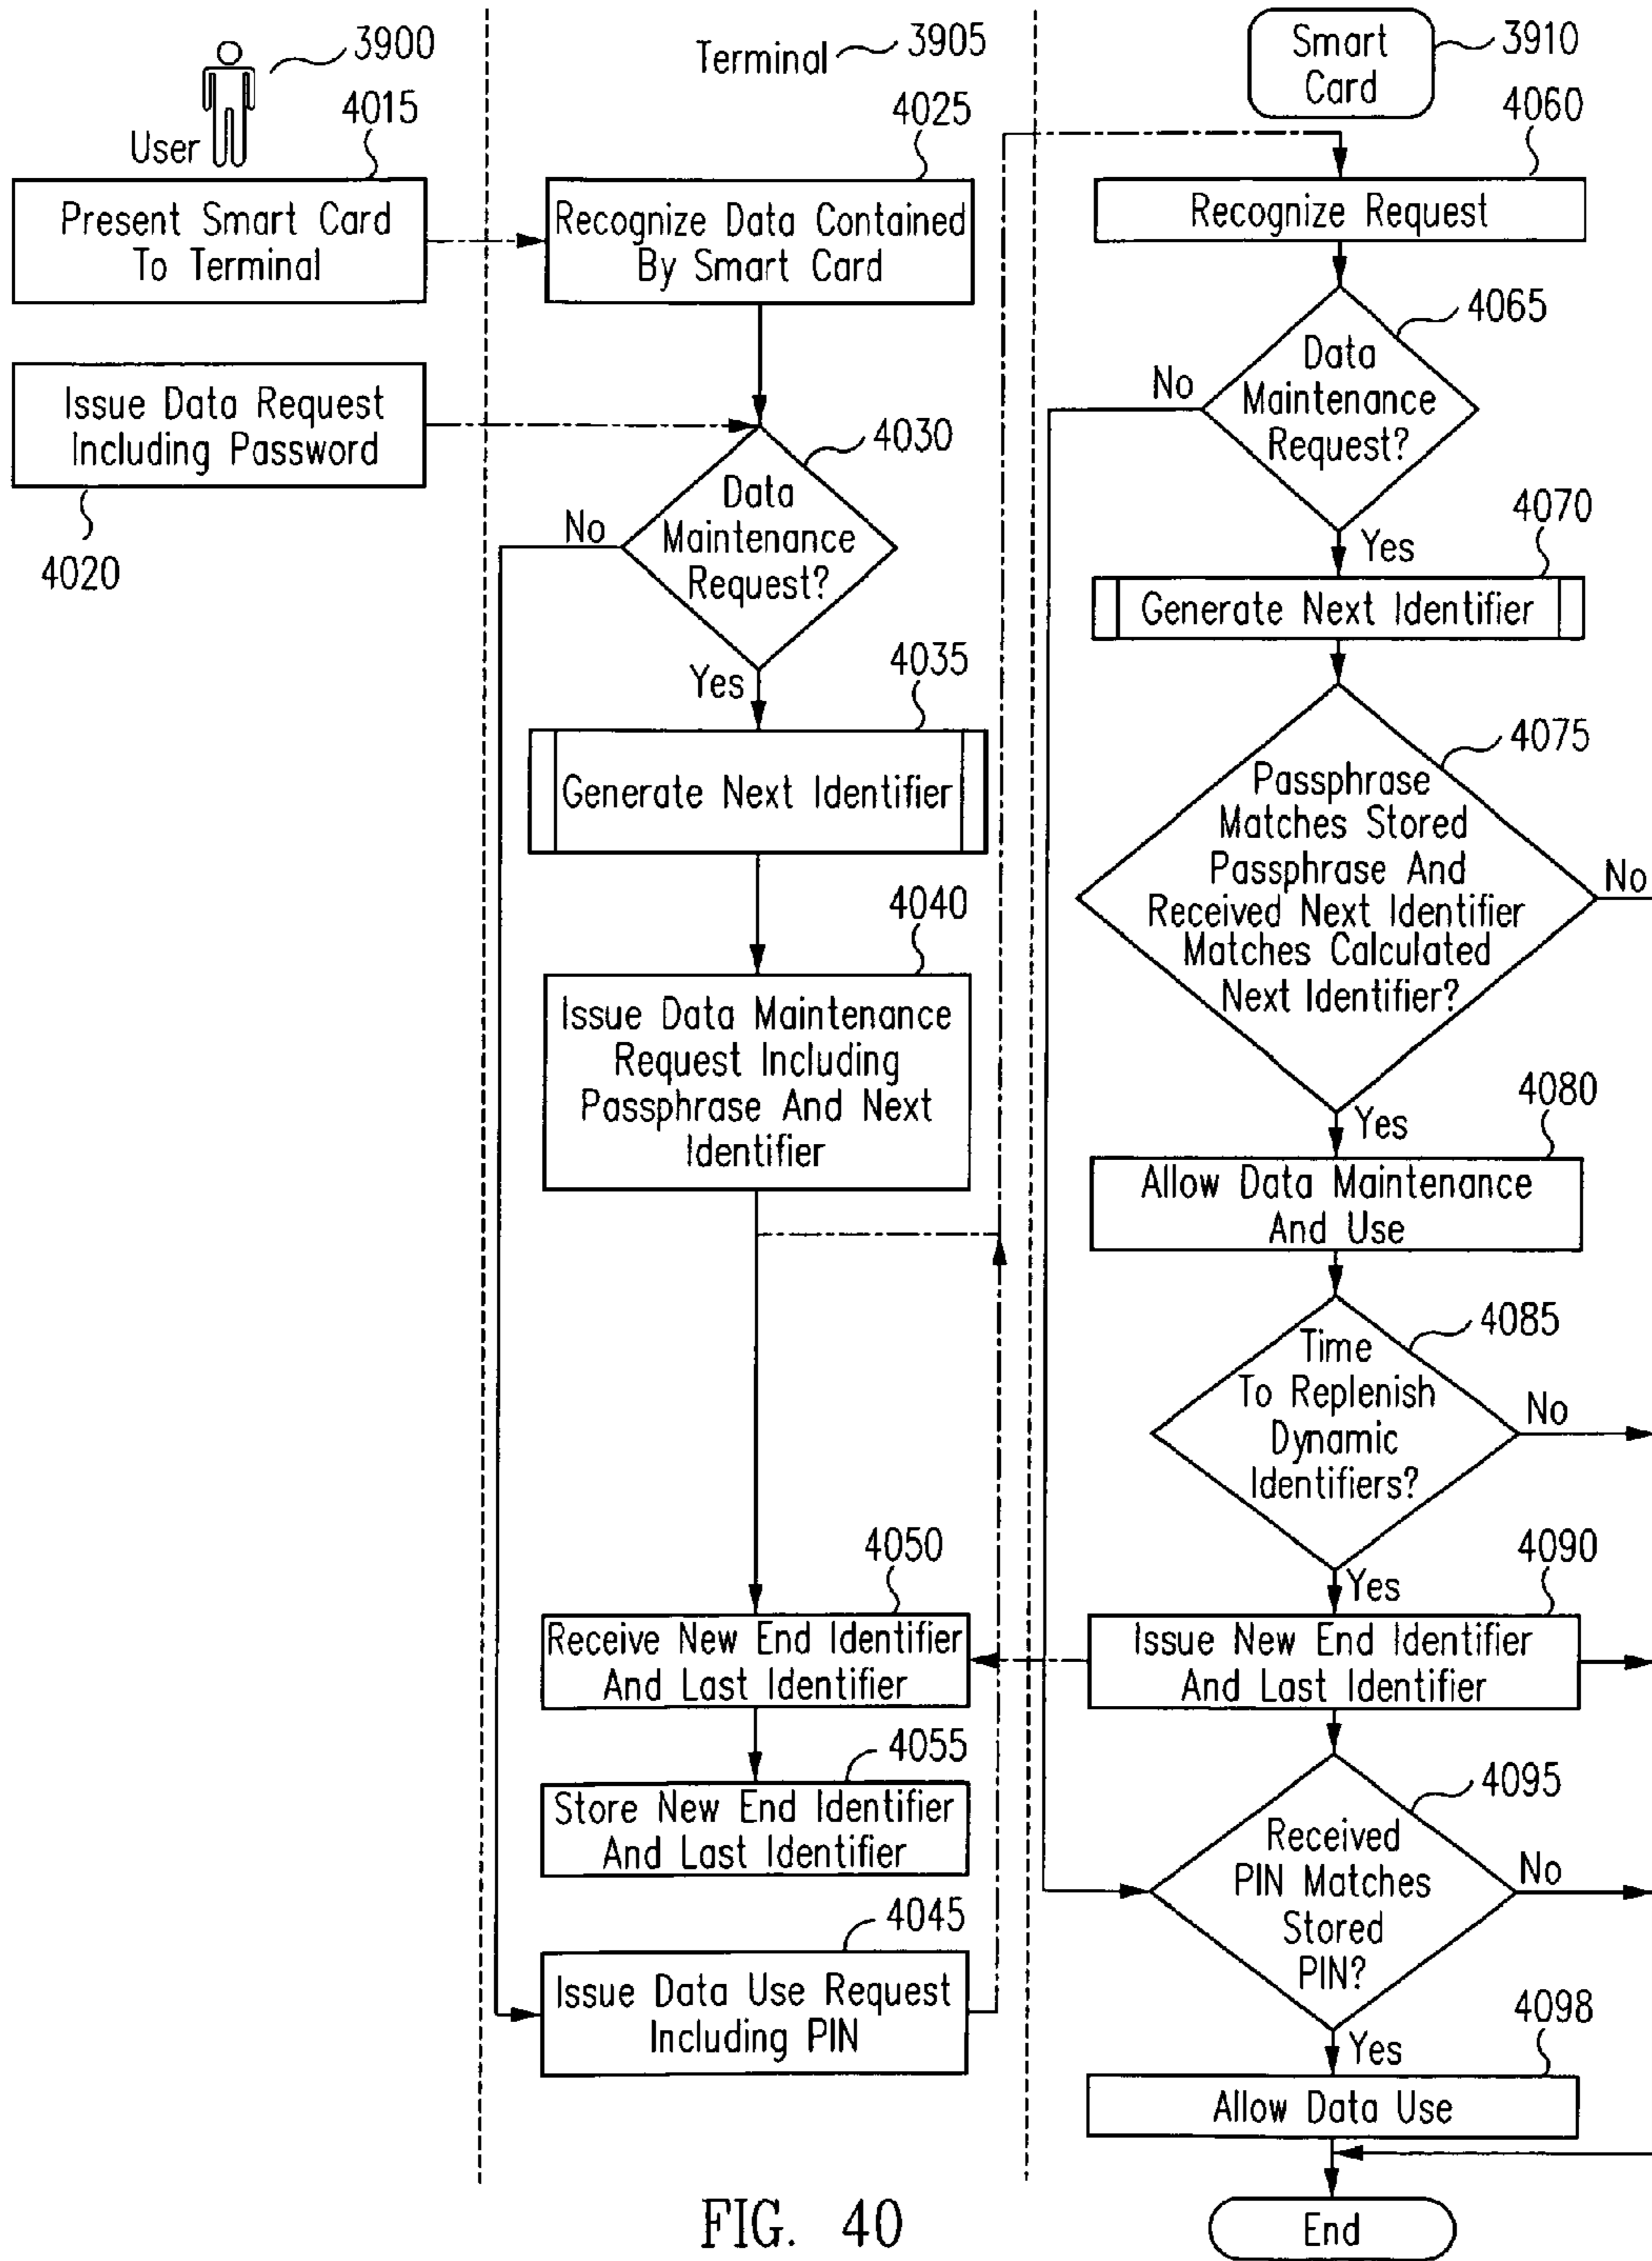 3900
User
4015
Present Smart Card
To Terminal
Issue Data Request
Including Password
4020
Terminal
3905
4025
Recognize Data Contained
By Smart Card
4030
Data
Maintenance
Request?
No
Yes
4035
Generate Next Identifier
4040
Issue Data Maintenance
Request Including
Passphrase And Next
Identifier
4050
Receive New End Identifier
And Last Identifier
4055
Store New End Identifier
And Last Identifier
4045
Issue Data Use Request
Including PIN
Smart
Card
3910
4060
Recognize Request
4065
Data
Maintenance
Request?
No
Yes
4070
Generate Next Identifier
4075
Passphrase
Matches Stored
Passphrase And
Received Next Identifier
Matches Calculated
Next Identifier?
No
Yes
4080
Allow Data Maintenance
And Use
4085
Time
To Replenish
Dynamic
Identifiers?
No
Yes
4090
Issue New End Identifier
And Last Identifier
4095
Received
PIN Matches
Stored
PIN?
No
Yes
4098
Allow Data Use
End
FIG. 40